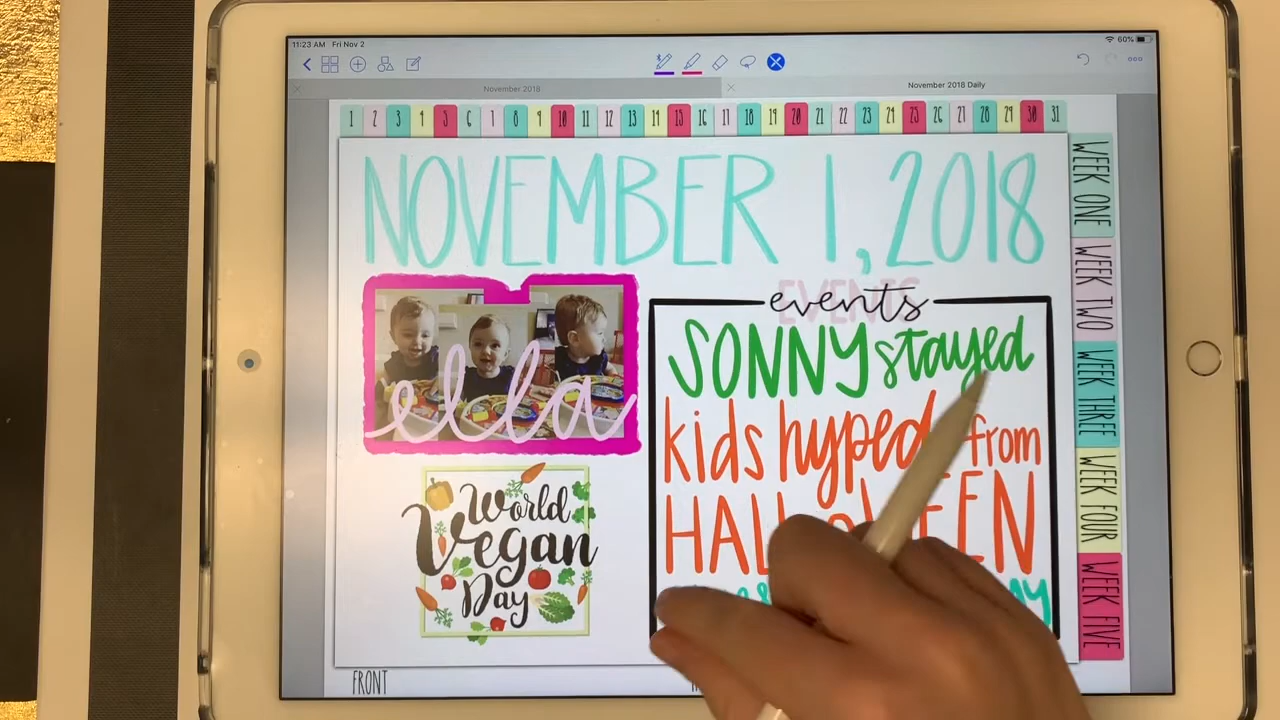 11:23 AM Fri Nov 2
60%
November 2018
November 2018 Daily
1 2 3 4 5 6 7 8 9 10 11 12 13 14 15 16 17 18 19 20 21 22 23 24 25 26 27 28 29 30 31
NOVEMBER 1, 2018
WEEK ONE
WEEK TWO
WEEK THREE
WEEK FOUR
WEEK FIVE
ella
EVENTS
events
SONNY stayed
kids hyped from
HALLOWEEN
World
Vegan
Day
FRONT